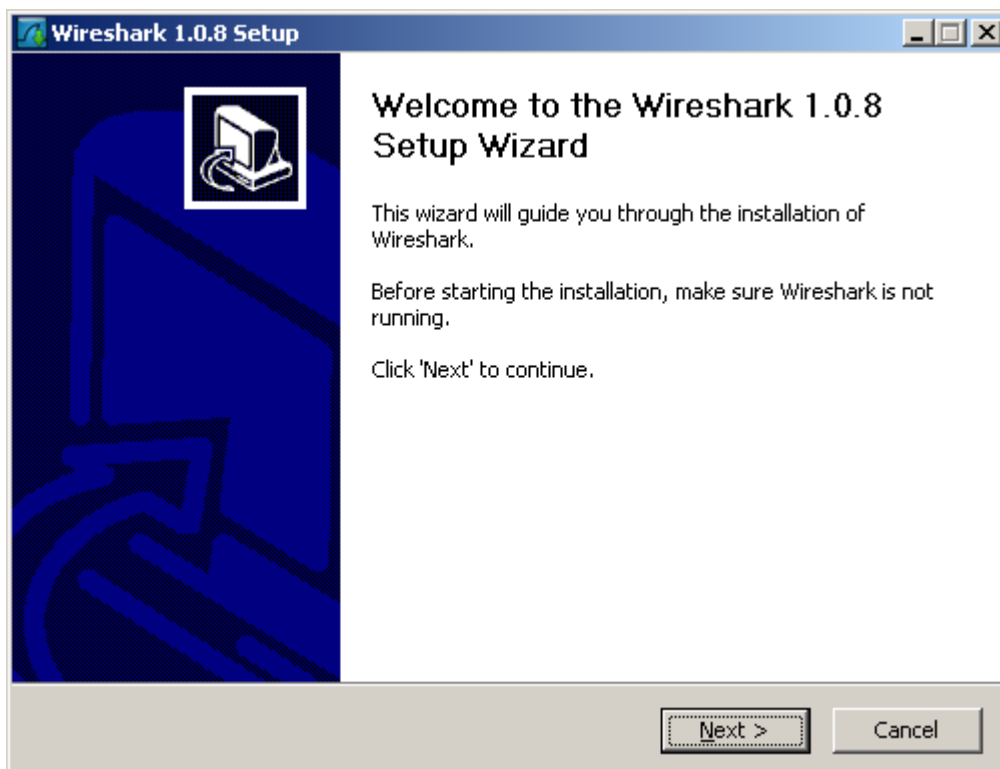 Wireshark 1.0.8 Setup
Welcome to the Wireshark 1.0.8
Setup Wizard
This wizard will guide you through the installation of
Wireshark.
Before starting the installation, make sure Wireshark is not
running.
Click 'Next' to continue.
Next >
Cancel